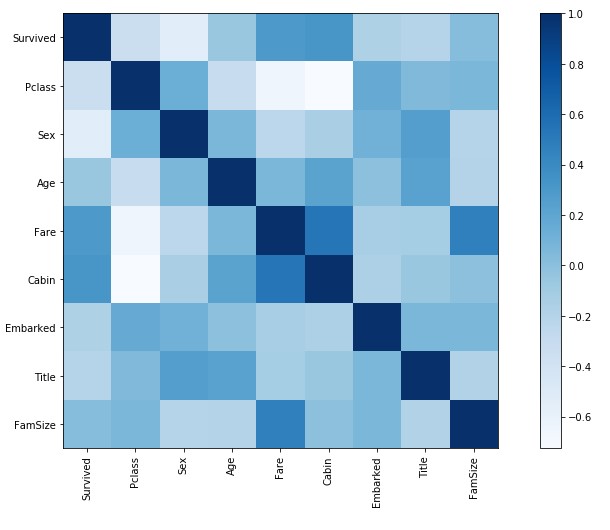 Survived
Pclass
Sex
Age
Fare
Cabin
Embarked
Title
FamSize
Survived
Pclass
Sex
Age
Fare
Cabin
Embarked
Title
FamSize
1.0
0.8
0.6
0.4
0.2
0.0
−0.2
−0.4
−0.6